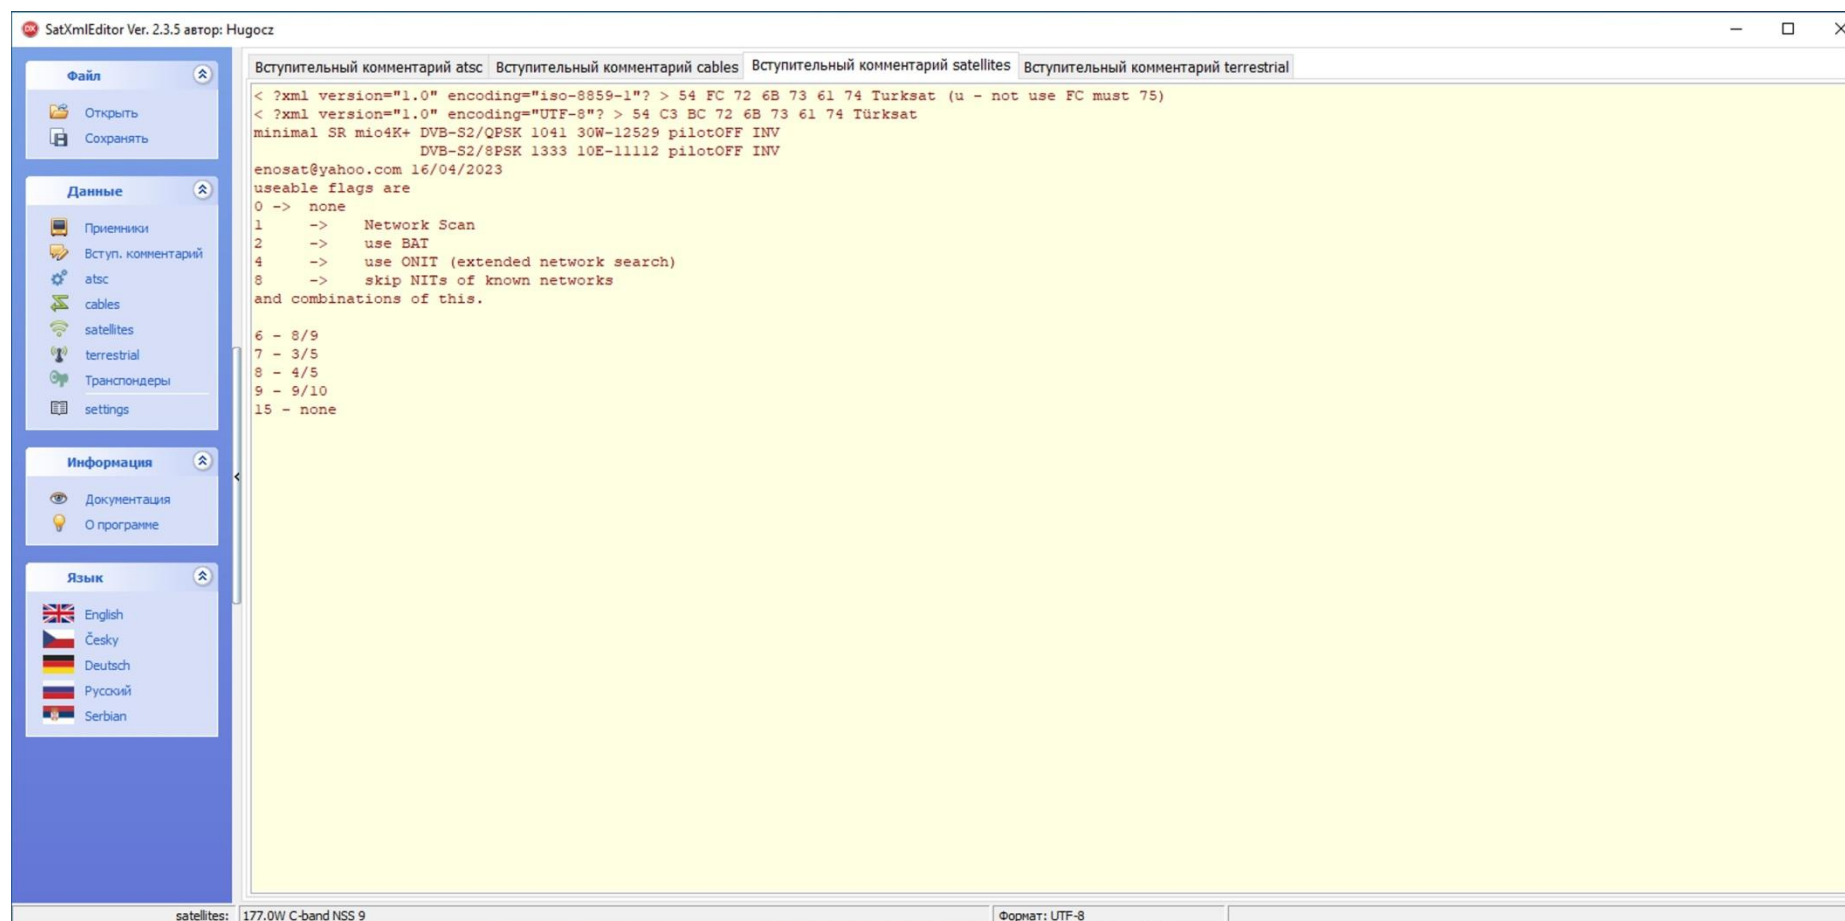 SatXmlEditor Ver. 2.3.5 автор: Hugocz
Файл
Открыть
Сохранять
Данные
Приемники
Вступ. комментарий
atsc
cables
satellites
terrestrial
Транспондеры
settings
Информация
Документация
О программе
Язык
English
Česky
Deutsch
Русский
Serbian
Вступительный комментарий atsc Вступительный комментарий cables Вступительный комментарий satellites Вступительный комментарий terrestrial
< ?xml version="1.0" encoding="iso-8859-1"? > 54 FC 72 6B 73 61 74 Turksat (u - not use FC must 75)
< ?xml version="1.0" encoding="UTF-8"? > 54 C3 BC 72 6B 73 61 74 Türksat
minimal SR mio4K+ DVB-S2/QPSK 1041 30W-12529 pilotOFF INV
DVB-S2/8PSK 1333 10E-11112 pilotOFF INV
enosat@yahoo.com 16/04/2023
useable flags are
0 -> none
1 -> Network Scan
2 -> use BAT
4 -> use ONIT (extended network search)
8 -> skip NITs of known networks
and combinations of this.
6 - 8/9
7 - 3/5
8 - 4/5
9 - 9/10
15 - none
satellites: 177.0W C-band NSS 9 Формат: UTF-8